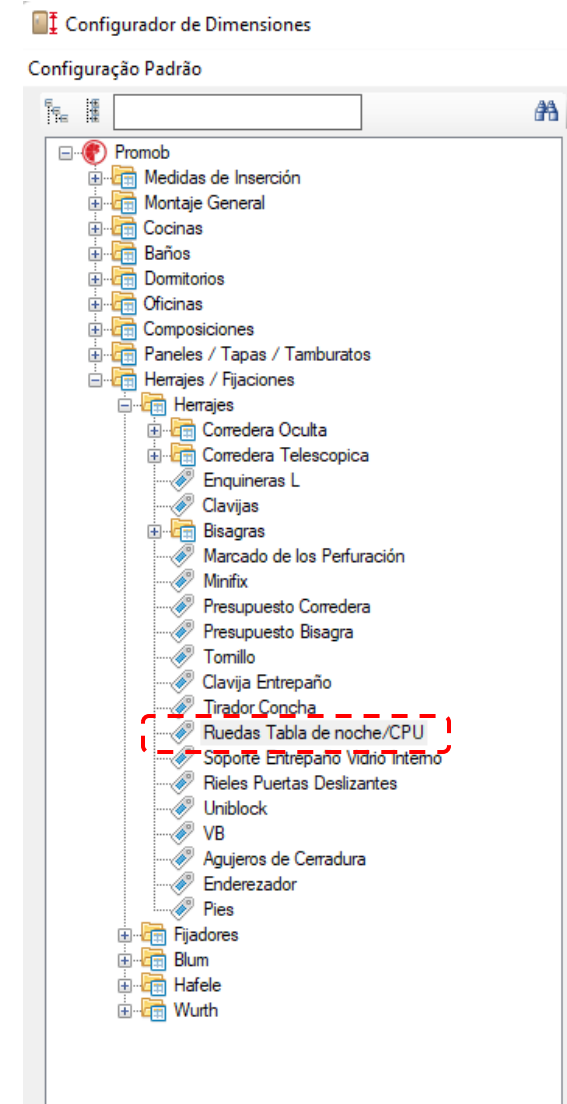 Configurador de Dimensiones
Configuração Padrão
Promob
Medidas de Inserción
Montaje General
Cocinas
Baños
Dormitorios
Oficinas
Composiciones
Paneles / Tapas / Tamburatos
Herrajes / Fijaciones
Herrajes
Corredera Oculta
Corredera Telescopica
Enquineras L
Clavijas
Bisagras
Marcado de los Perfuración
Minifix
Presupuesto Corredera
Presupuesto Bisagra
Tornillo
Clavija Entrepaño
Tirador Concha
Ruedas Tabla de noche/CPU
Soporte Entrepaño Vidrio Interno
Rieles Puertas Deslizantes
Uniblock
VB
Agujeros de Cerradura
Enderezador
Pies
Fijadores
Blum
Hafele
Wurth